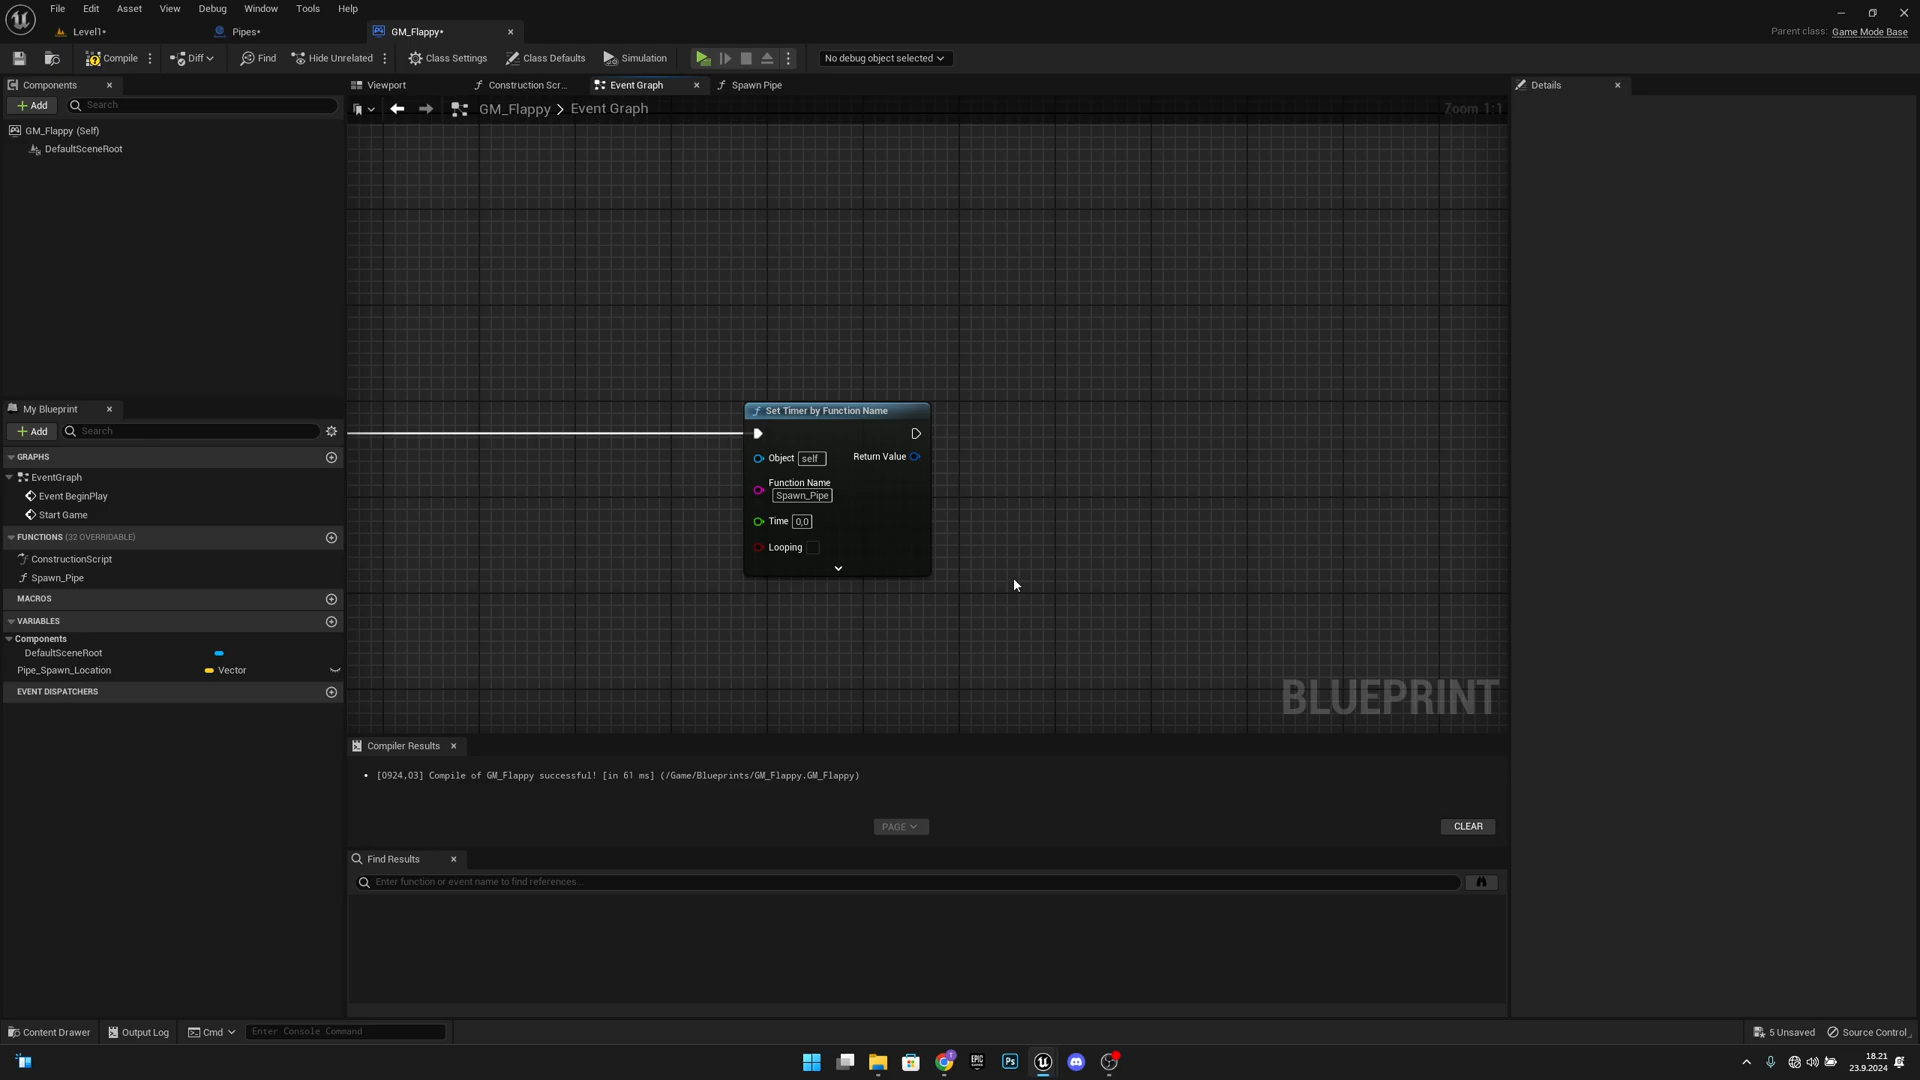 File Edit Asset View Debug Window Tools Help
Level1• Pipes• GM_Flappy•
Parent class: Game Mode Base
Compile Diff Find Hide Unrelated Class Settings Class Defaults Simulation No debug object selected
Components
Viewport Construction Scr... Event Graph Spawn Pipe
Details
Add Search
GM_Flappy > Event Graph
Zoom 1:1
GM_Flappy (Self)
DefaultSceneRoot
My Blueprint
Add Search
GRAPHS
EventGraph
Event BeginPlay
Start Game
FUNCTIONS (32 OVERRIDABLE)
ConstructionScript
Spawn_Pipe
MACROS
VARIABLES
Components
DefaultSceneRoot
Pipe_Spawn_Location Vector
EVENT DISPATCHERS
Set Timer by Function Name
Object self Return Value
Function Name
Spawn_Pipe
Time 0,0
Looping
BLUEPRINT
Compiler Results
• [0924,03] Compile of GM_Flappy successful! [in 61 ms] (/Game/Blueprints/GM_Flappy.GM_Flappy)
PAGE
CLEAR
Find Results
Enter function or event name to find references...
Content Drawer Output Log Cmd Enter Console Command
5 Unsaved Source Control
18.21
23.9.2024